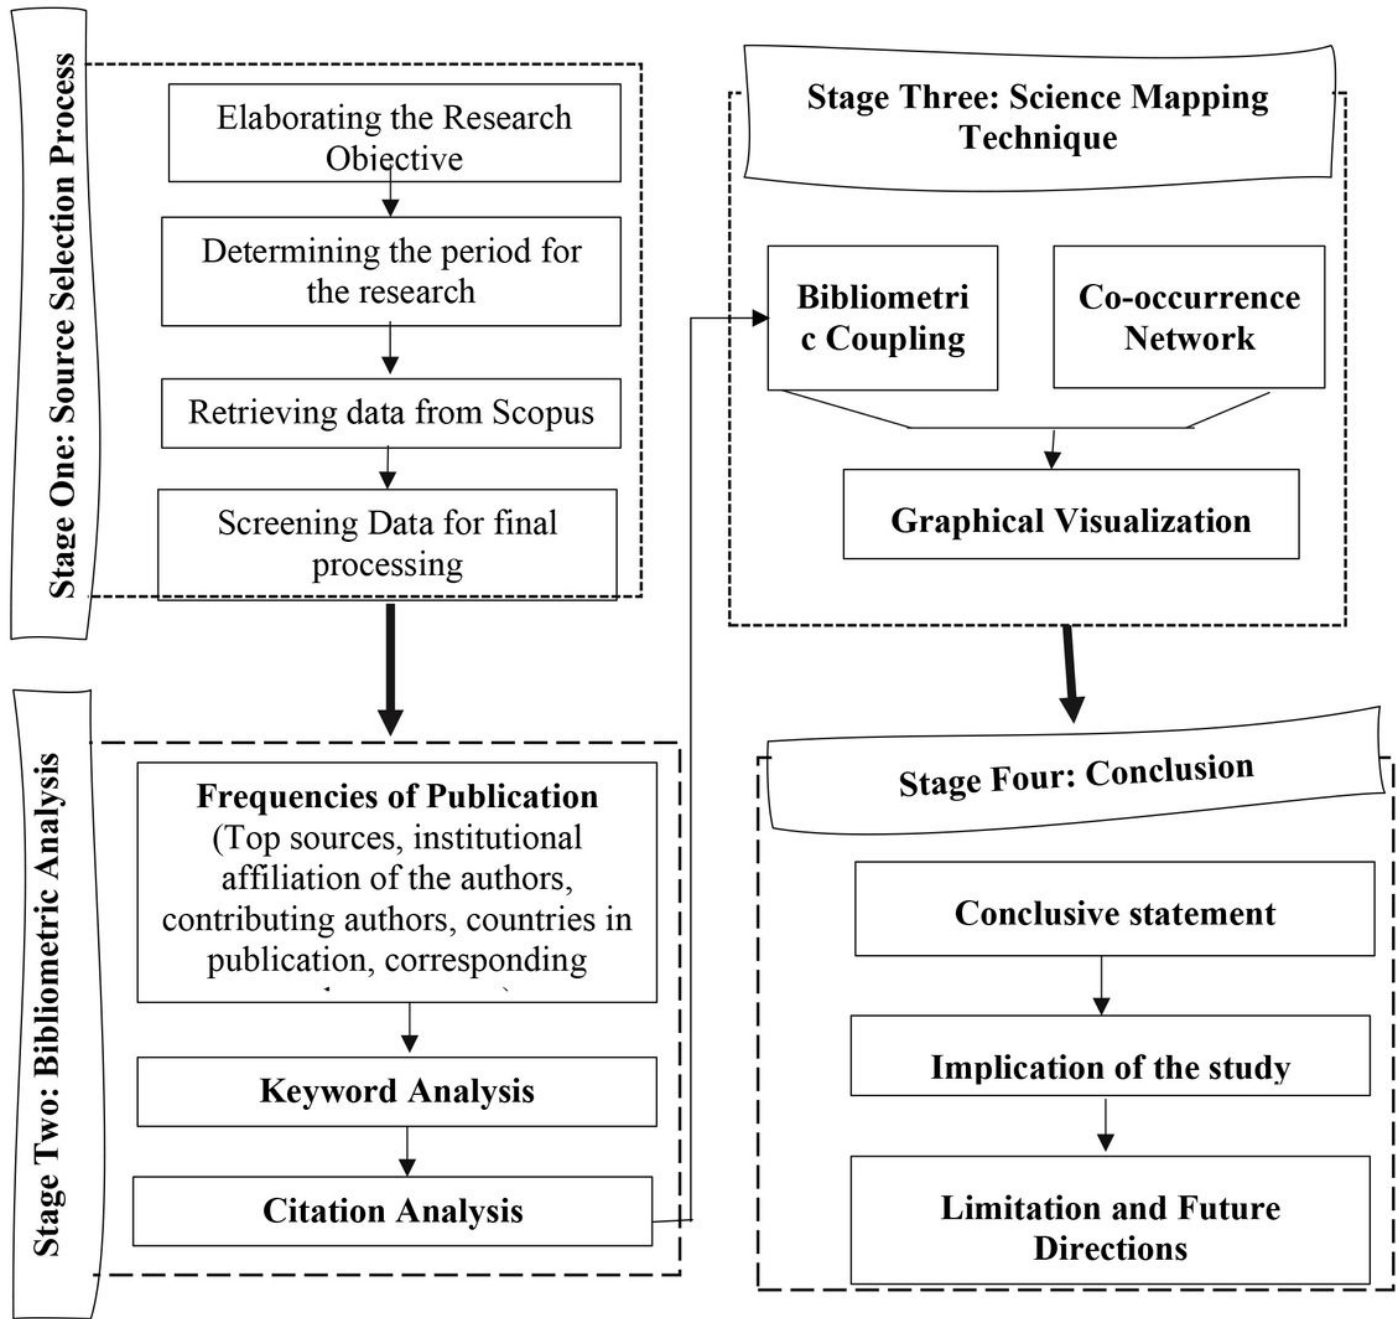 Stage One: Source Selection Process
Elaborating the Research
Objective
Determining the period for
the research
Retrieving data from Scopus
Screening Data for final
processing
Stage Two: Bibliometric Analysis
Frequencies of Publication
(Top sources, institutional
affiliation of the authors,
contributing authors, countries in
publication, corresponding
Keyword Analysis
Citation Analysis
Stage Three: Science Mapping
Technique
Bibliometri
c Coupling
Co-occurrence
Network
Graphical Visualization
Stage Four: Conclusion
Conclusive statement
Implication of the study
Limitation and Future
Directions